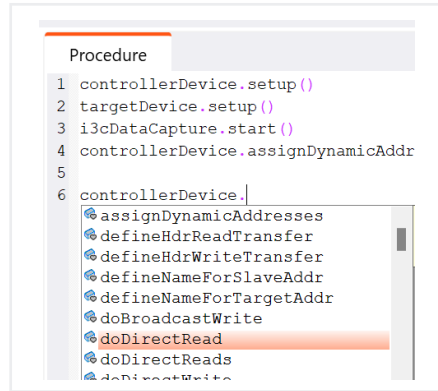 Procedure
1 controllerDevice.setup()
2 targetDevice.setup()
3 i3cDataCapture.start()
4 controllerDevice.assignDynamicAddr
5
6 controllerDevice.
assignDynamicAddresses
defineHdrReadTransfer
defineHdrWriteTransfer
defineNameForSlaveAddr
defineNameForTargetAddr
doBroadcastWrite
doDirectRead
doDirectReads
doDirectWrite